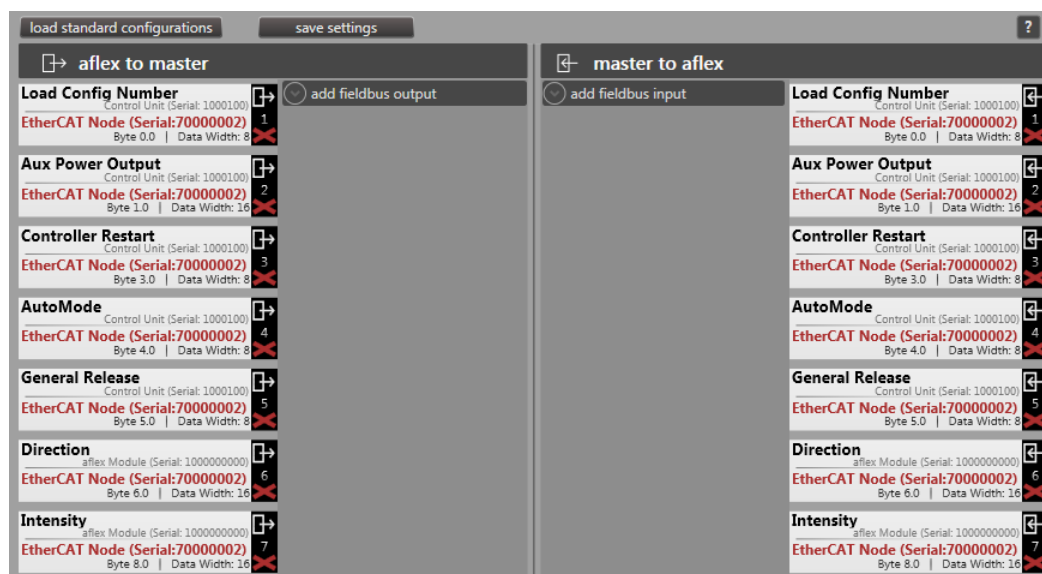 load standard configurations
save settings
?
aflex to master
Load Config Number
Control Unit (Serial: 1000100)
EtherCAT Node (Serial:70000002)
Byte 0.0 | Data Width: 8
1
Aux Power Output
Control Unit (Serial: 1000100)
EtherCAT Node (Serial:70000002)
Byte 1.0 | Data Width: 16
2
Controller Restart
Control Unit (Serial: 1000100)
EtherCAT Node (Serial:70000002)
Byte 3.0 | Data Width: 8
3
AutoMode
Control Unit (Serial: 1000100)
EtherCAT Node (Serial:70000002)
Byte 4.0 | Data Width: 8
4
General Release
Control Unit (Serial: 1000100)
EtherCAT Node (Serial:70000002)
Byte 5.0 | Data Width: 8
5
Direction
aflex Module (Serial: 1000000000)
EtherCAT Node (Serial:70000002)
Byte 6.0 | Data Width: 16
6
Intensity
aflex Module (Serial: 1000000000)
EtherCAT Node (Serial:70000002)
Byte 8.0 | Data Width: 16
7
add fieldbus output
master to aflex
add fieldbus input
Load Config Number
Control Unit (Serial: 1000100)
EtherCAT Node (Serial:70000002)
Byte 0.0 | Data Width: 8
1
Aux Power Output
Control Unit (Serial: 1000100)
EtherCAT Node (Serial:70000002)
Byte 1.0 | Data Width: 16
2
Controller Restart
Control Unit (Serial: 1000100)
EtherCAT Node (Serial:70000002)
Byte 3.0 | Data Width: 8
3
AutoMode
Control Unit (Serial: 1000100)
EtherCAT Node (Serial:70000002)
Byte 4.0 | Data Width: 8
4
General Release
Control Unit (Serial: 1000100)
EtherCAT Node (Serial:70000002)
Byte 5.0 | Data Width: 8
5
Direction
aflex Module (Serial: 1000000000)
EtherCAT Node (Serial:70000002)
Byte 6.0 | Data Width: 16
6
Intensity
aflex Module (Serial: 1000000000)
EtherCAT Node (Serial:70000002)
Byte 8.0 | Data Width: 16
7